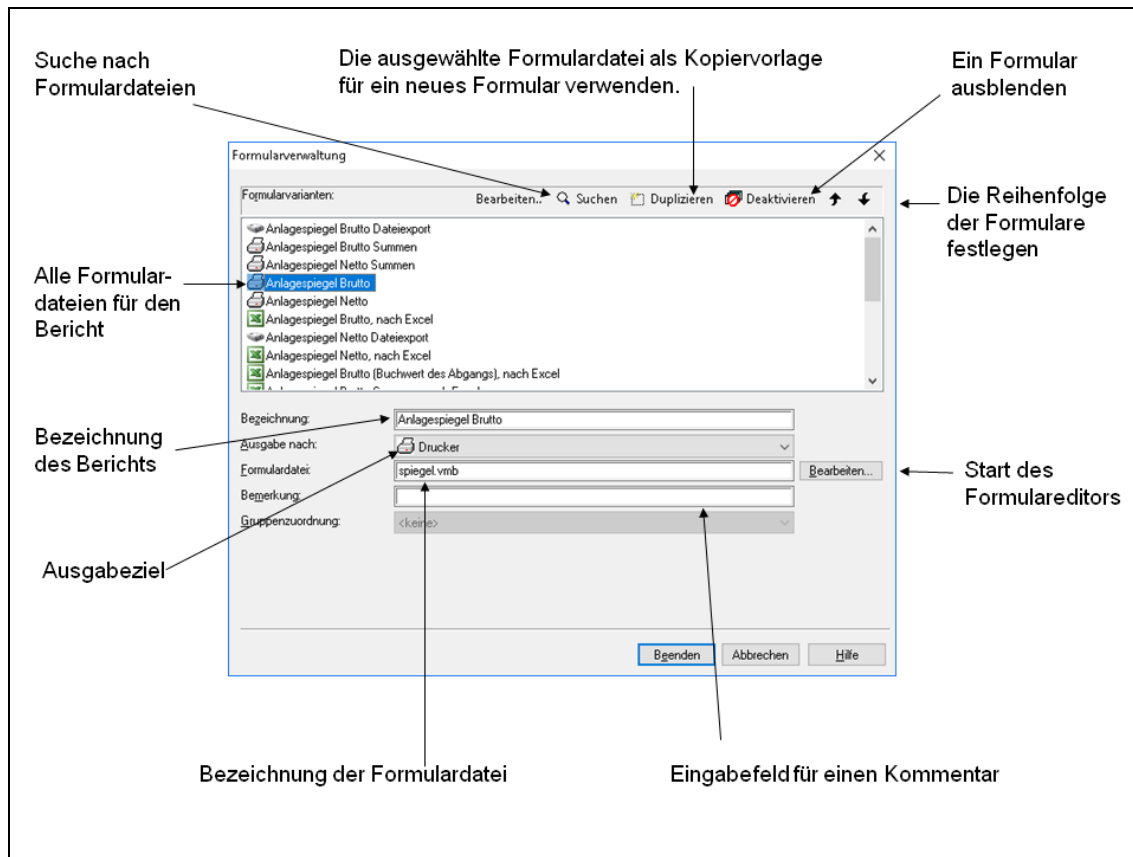 Suche nach
Formulardateien
Die ausgewählte Formulardatei als Kopiervorlage
für ein neues Formular verwenden.
Ein Formular
ausblenden
Formularverwaltung
Formularvarianten:
Bearbeiten.. Suchen Duplizieren Deaktivieren
Die Reihenfolge
der Formulare
festlegen
Alle Formular-
dateien für den
Bericht
Anlagespiegel Brutto Dateiexport
Anlagespiegel Brutto Summen
Anlagespiegel Netto Summen
Anlagespiegel Brutto
Anlagespiegel Netto
Anlagespiegel Brutto, nach Excel
Anlagespiegel Netto Dateiexport
Anlagespiegel Netto, nach Excel
Anlagespiegel Brutto (Buchwert des Abgangs), nach Excel
Bezeichnung
des Berichts
Bezeichnung: Anlagespiegel Brutto
Ausgabe nach: Drucker
Formulardatei: spiegel.vmb Bearbeiten...
Bemerkung:
Gruppenzuordnung: <keine>
Start des
Formulareditors
Ausgabeziel
Beenden Abbrechen Hilfe
Bezeichnung der Formulardatei
Eingabefeld für einen Kommentar